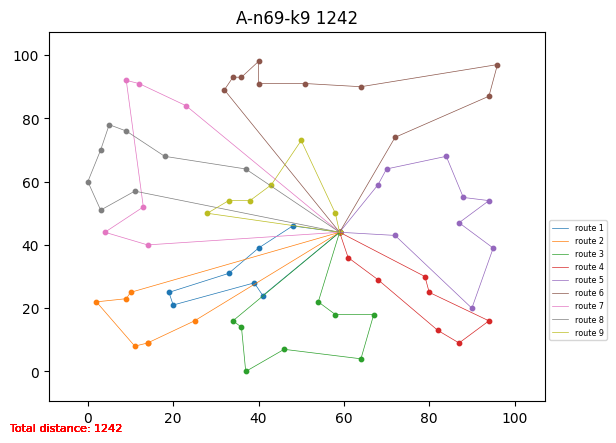 A-n69-k9 1242
100
80
60
40
20
0
0 20 40 60 80 100
route 1
route 2
route 3
route 4
route 5
route 6
route 7
route 8
route 9
Total distance: 1242